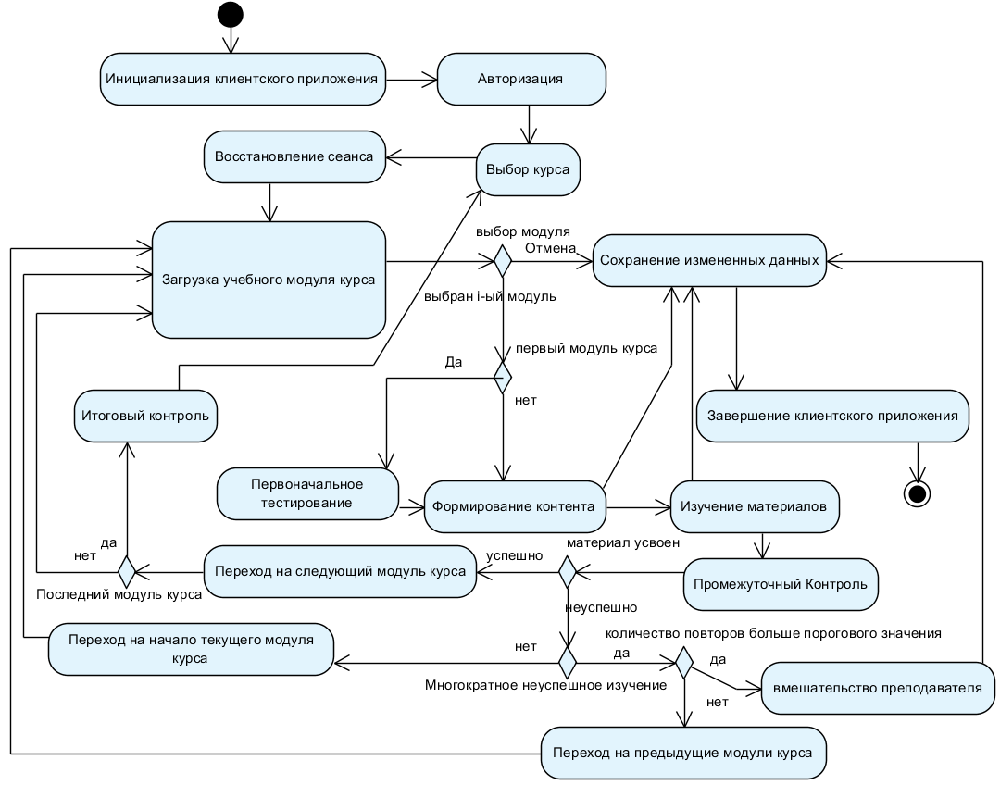 Инициализация клиентского приложения
Авторизация
Восстановление сеанса
Выбор курса
выбор модуля
Отмена
Сохранение измененных данных
Загрузка учебного модуля курса
выбран i-ый модуль
первый модуль курса
Да
нет
Итоговый контроль
Завершение клиентского приложения
Первоначальное
тестирование
Формирование контента
Изучение материалов
да
нет
материал усвоен
успешно
Переход на следующий модуль курса
Промежуточный Контроль
Последний модуль курса
неуспешно
Переход на начало текущего модуля
курса
количество повторов больше порогового значения
нет
да
да
Многократное неуспешное изучение
вмешательство преподавателя
нет
Переход на предыдущие модули курса